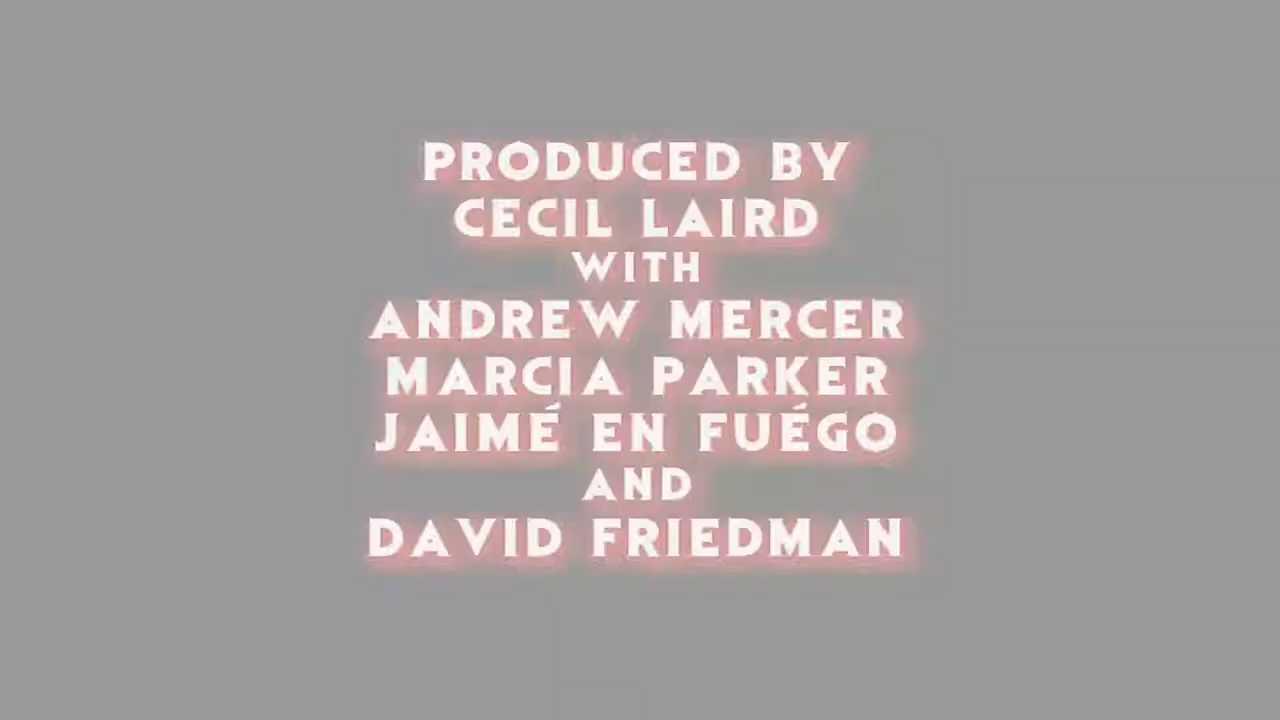 PRODUCED BY
CECIL LAIRD
WITH
ANDREW MERCER
MARCIA PARKER
JAIMÉ EN FUÉGO
AND
DAVID FRIEDMAN